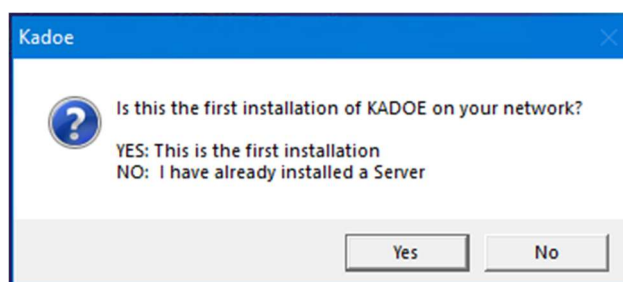 Kadoe
Is this the first installation of KADOE on your network?
YES: This is the first installation
NO: I have already installed a Server
Yes
No